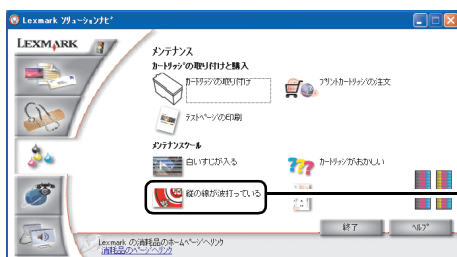 Lexmark ソリューションナビ
LEXMARK
メンテナンス
カートリッジの取り付けと購入
カートリッジの取り付け
プリントカートリッジの注文
テストページの印刷
メンテナンスツール
白いすじが入る
カートリッジがおかしい
縦の線が波打っている
終了
ヘルプ
Lexmark の消耗品のホームページへリンク
消耗品のページへリンク